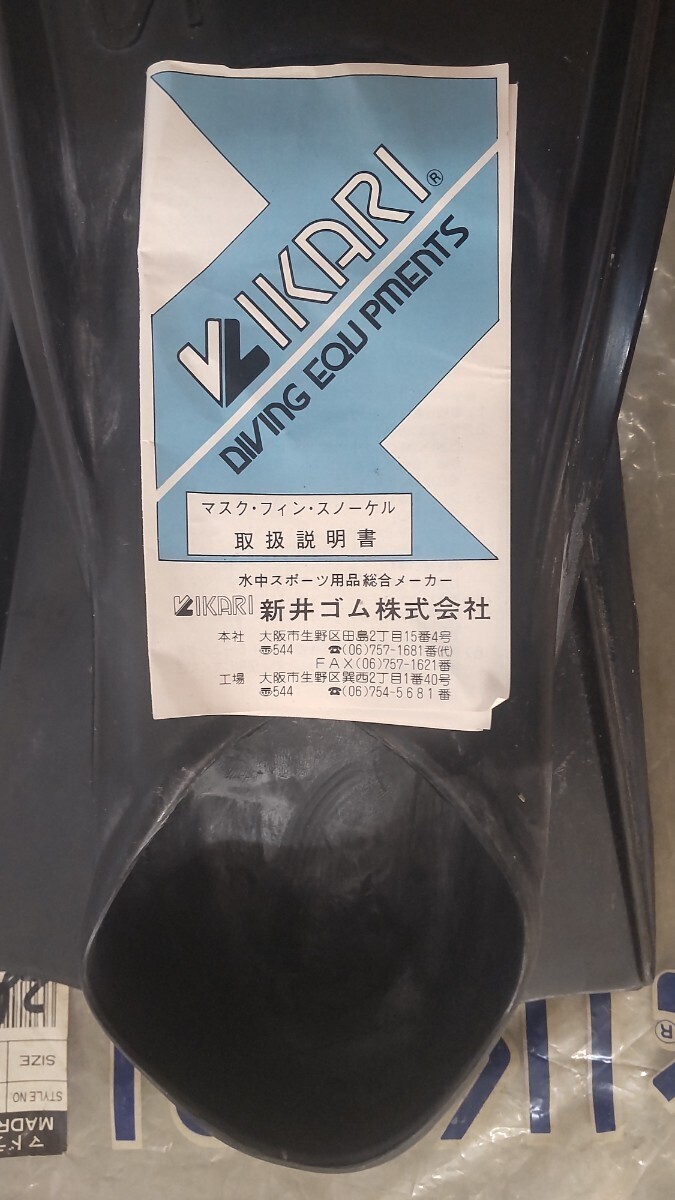 IKARI®
DIVING EQUIPMENTS
マスク・フィン・スノーケル
取扱説明書
水中スポーツ用品総合メーカー
IKARI 新井ゴム株式会社
本社 大阪市生野区田島2丁目15番4号
〠544 ☎(06)757-1681番(代)
FAX(06)757-1621番
工場 大阪市生野区巽西2丁目1番40号
〠544 ☎(06)754-5681番
SIZE
STYLE NO.
マド
MADR
®